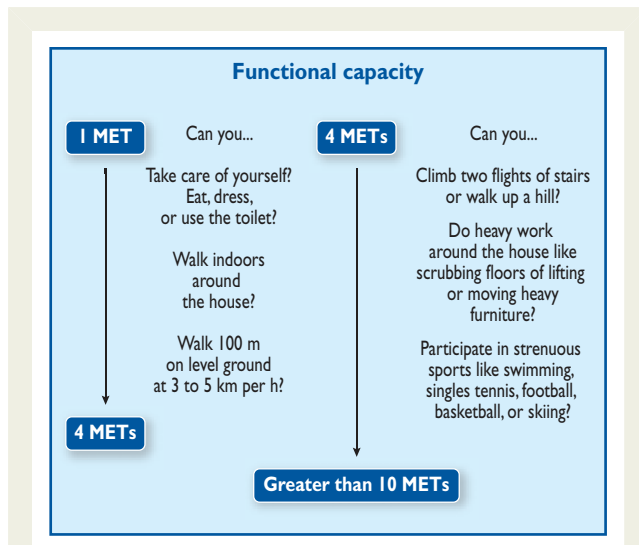 Functional capacity
1 MET
Can you...
Take care of yourself?
Eat, dress,
or use the toilet?
Walk indoors
around
the house?
Walk 100 m
on level ground
at 3 to 5 km per h?
4 METs
4 METs
Can you...
Climb two flights of stairs
or walk up a hill?
Do heavy work
around the house like
scrubbing floors of lifting
or moving heavy
furniture?
Participate in strenuous
sports like swimming,
singles tennis, football,
basketball, or skiing?
Greater than 10 METs